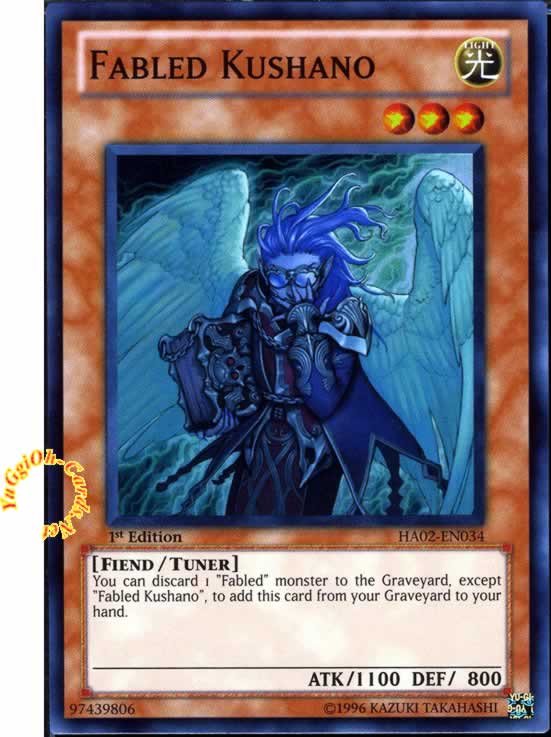 FABLED KUSHANO
LIGHT
光
YuGgiOh-Cards.Net
1st Edition
HA02-EN034
[FIEND / TUNER]
You can discard 1 "Fabled" monster to the Graveyard, except
"Fabled Kushano", to add this card from your Graveyard to your
hand.
ATK/1100 DEF/ 800
97439806
©1996 KAZUKI TAKAHASHI